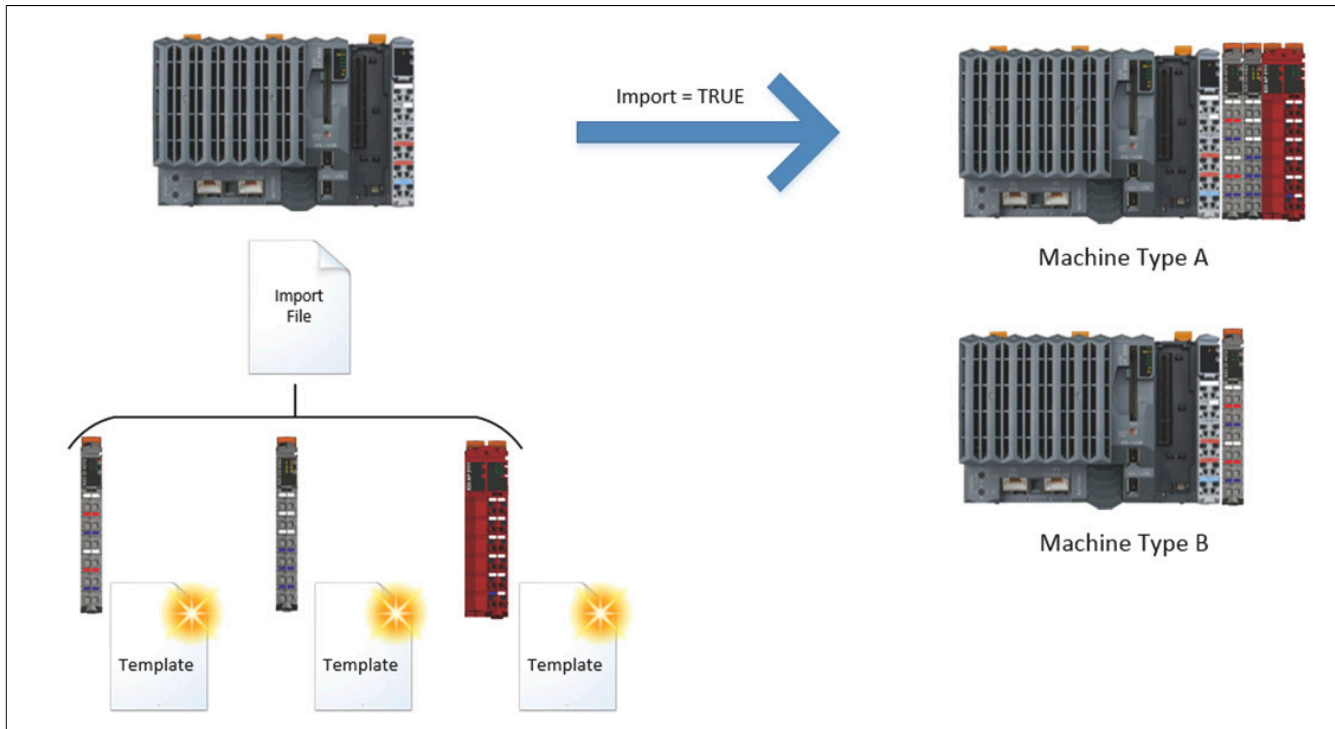 Import = TRUE
Machine Type A
Import
File
Machine Type B
Template
Template
Template